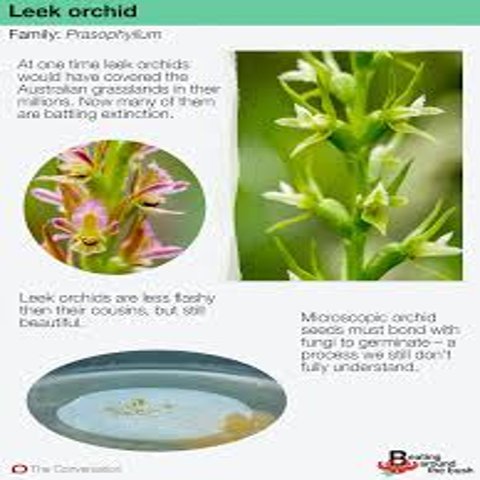 Leek orchid
Family: Prasophyllum
At one time leek orchids
would have covered the
Australian grasslands in their
millions. Now many of them
are battling extinction.
Leek orchids are less flashy
then their cousins, but still
beautiful.
Microscopic orchid
seeds must bond with
fungi to germinate – a
process we still don't
fully understand.
The Conversation
Beating
around
the bush